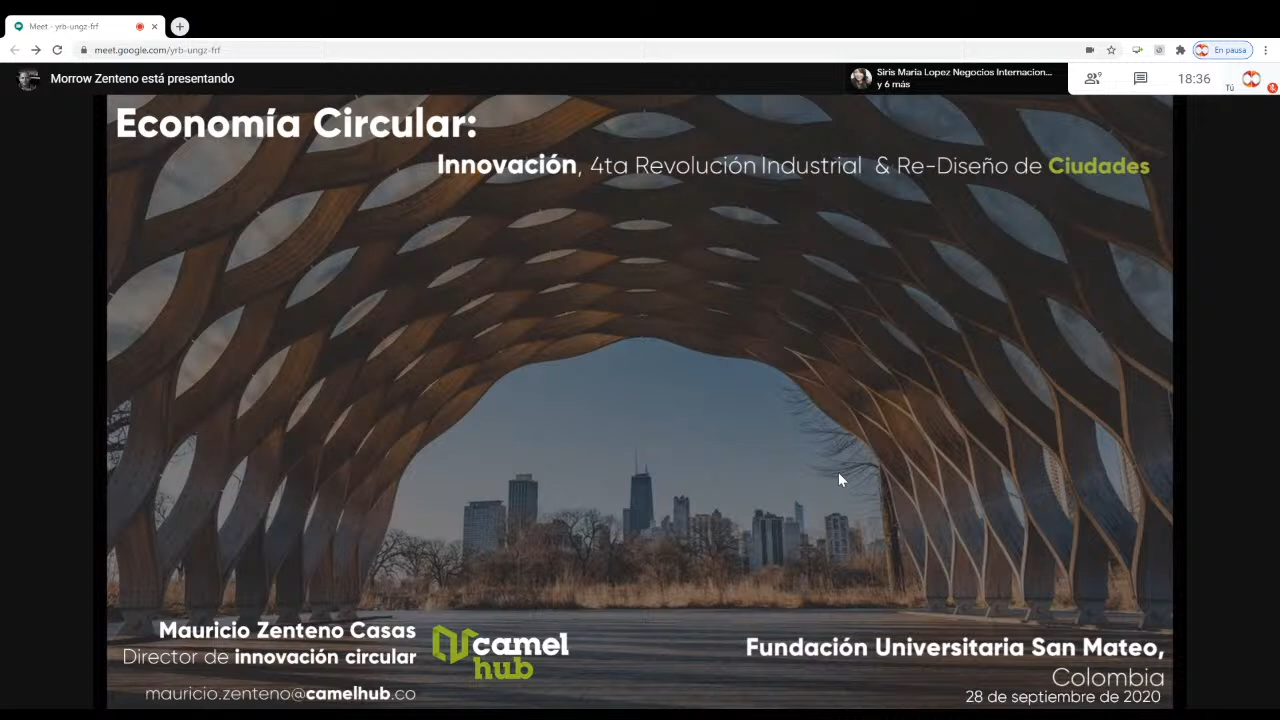 Meet - yrb-ungz-frf
meet.google.com/yrb-ungz-frf
En pausa
Morrow Zenteno está presentando
Siris Maria Lopez Negocios Internacion...
y 6 más
9
18:36
Tú
Economía Circular:
Innovación, 4ta Revolución Industrial & Re-Diseño de Ciudades
Mauricio Zenteno Casas
Director de innovación circular
mauricio.zenteno@camelhub.co
camel
hub
Fundación Universitaria San Mateo,
Colombia
28 de septiembre de 2020